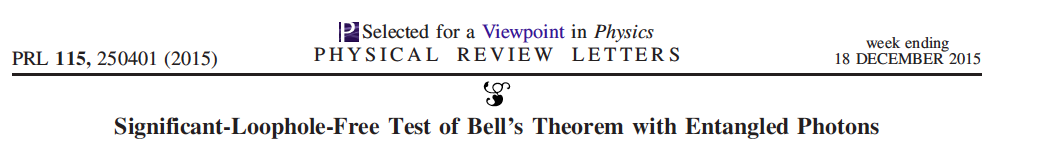 P Selected for a Viewpoint in Physics
PRL 115, 250401 (2015)
PHYSICAL REVIEW LETTERS
week ending
18 DECEMBER 2015
Significant-Loophole-Free Test of Bell's Theorem with Entangled Photons